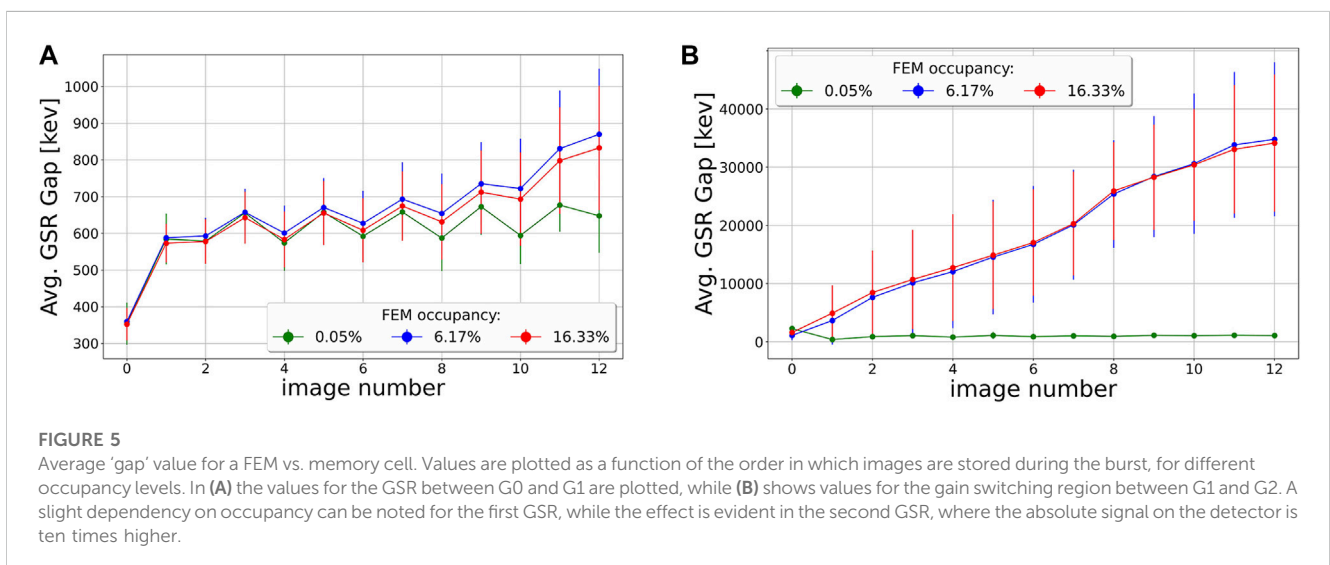 A
Avg. GSR Gap [kev]
1000
900
800
700
600
500
400
300
FEM occupancy:
0.05% 6.17% 16.33%
0 2 4 6 8 10 12
image number
B
Avg. GSR Gap [kev]
40000
30000
20000
10000
0
FEM occupancy:
0.05% 6.17% 16.33%
0 2 4 6 8 10 12
image number
FIGURE 5
Average ‘gap’ value for a FEM vs. memory cell. Values are plotted as a function of the order in which images are stored during the burst, for different
occupancy levels. In (A) the values for the GSR between G0 and G1 are plotted, while (B) shows values for the gain switching region between G1 and G2. A
slight dependency on occupancy can be noted for the first GSR, while the effect is evident in the second GSR, where the absolute signal on the detector is
ten times higher.